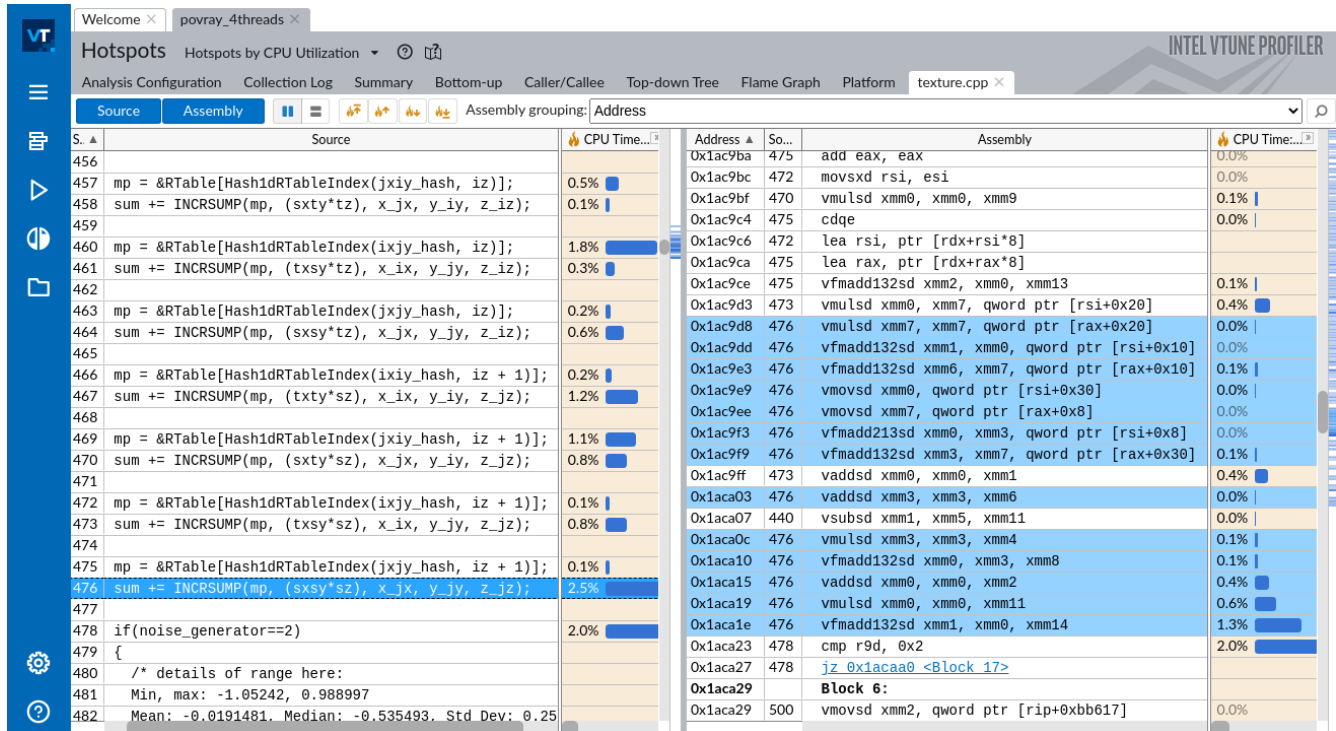 Welcome × povray_4threads ×
VT
Hotspots Hotspots by CPU Utilization INTEL VTUNE PROFILER
Analysis Configuration Collection Log Summary Bottom-up Caller/Callee Top-down Tree Flame Graph Platform texture.cpp ×
Source Assembly Assembly grouping: Address
S.. ▲ Source CPU Time...
456
457 mp = &RTable[Hash1dRTableIndex(jxiy_hash, iz)]; 0.5%
458 sum += INCRSUMP(mp, (sxty*tz), x_jx, y_iy, z_iz); 0.1%
459
460 mp = &RTable[Hash1dRTableIndex(ixjy_hash, iz)]; 1.8%
461 sum += INCRSUMP(mp, (txsy*tz), x_ix, y_jy, z_iz); 0.3%
462
463 mp = &RTable[Hash1dRTableIndex(jxjy_hash, iz)]; 0.2%
464 sum += INCRSUMP(mp, (sxsy*tz), x_jx, y_jy, z_iz); 0.6%
465
466 mp = &RTable[Hash1dRTableIndex(ixiy_hash, iz + 1)]; 0.2%
467 sum += INCRSUMP(mp, (txty*sz), x_ix, y_iy, z_jz); 1.2%
468
469 mp = &RTable[Hash1dRTableIndex(jxiy_hash, iz + 1)]; 1.1%
470 sum += INCRSUMP(mp, (sxty*sz), x_jx, y_iy, z_jz); 0.8%
471
472 mp = &RTable[Hash1dRTableIndex(ixjy_hash, iz + 1)]; 0.1%
473 sum += INCRSUMP(mp, (txsy*sz), x_ix, y_jy, z_jz); 0.8%
474
475 mp = &RTable[Hash1dRTableIndex(jxjy_hash, iz + 1)]; 0.1%
476 sum += INCRSUMP(mp, (sxsy*sz), x_jx, y_jy, z_jz); 2.5%
477
478 if(noise_generator==2) 2.0%
479 {
480 /* details of range here:
481 Min, max: -1.05242, 0.988997
482 Mean: -0.0191481, Median: -0.535493, Std Dev: 0.25
Address ▲ So... Assembly CPU Time:...
0x1ac9ba 475 add eax, eax 0.0%
0x1ac9bc 472 movsxd rsi, esi 0.0%
0x1ac9bf 470 vmulsd xmm0, xmm0, xmm9 0.1%
0x1ac9c4 475 cdqe 0.0%
0x1ac9c6 472 lea rsi, ptr [rdx+rsi*8]
0x1ac9ca 475 lea rax, ptr [rdx+rax*8]
0x1ac9ce 475 vfmadd132sd xmm2, xmm0, xmm13 0.1%
0x1ac9d3 473 vmulsd xmm0, xmm7, qword ptr [rsi+0x20] 0.4%
0x1ac9d8 476 vmulsd xmm7, xmm7, qword ptr [rax+0x20] 0.0%
0x1ac9dd 476 vfmadd132sd xmm1, xmm0, qword ptr [rsi+0x10] 0.0%
0x1ac9e3 476 vfmadd132sd xmm6, xmm7, qword ptr [rax+0x10] 0.1%
0x1ac9e9 476 vmovsd xmm0, qword ptr [rsi+0x30] 0.0%
0x1ac9ee 476 vmovsd xmm7, qword ptr [rax+0x8] 0.0%
0x1ac9f3 476 vfmadd213sd xmm0, xmm3, qword ptr [rsi+0x8] 0.0%
0x1ac9f9 476 vfmadd132sd xmm3, xmm7, qword ptr [rax+0x30] 0.1%
0x1ac9ff 473 vaddsd xmm0, xmm0, xmm1 0.4%
0x1aca03 476 vaddsd xmm3, xmm3, xmm6 0.0%
0x1aca07 440 vsubsd xmm1, xmm5, xmm11 0.0%
0x1aca0c 476 vmulsd xmm3, xmm3, xmm4 0.1%
0x1aca10 476 vfmadd132sd xmm0, xmm3, xmm8 0.1%
0x1aca15 476 vaddsd xmm0, xmm0, xmm2 0.4%
0x1aca19 476 vmulsd xmm0, xmm0, xmm11 0.6%
0x1aca1e 476 vfmadd132sd xmm1, xmm0, xmm14 1.3%
0x1aca23 478 cmp r9d, 0x2 2.0%
0x1aca27 478 jz 0x1acaa0 <Block 17>
0x1aca29 Block 6:
0x1aca29 500 vmovsd xmm2, qword ptr [rip+0xbb617] 0.0%